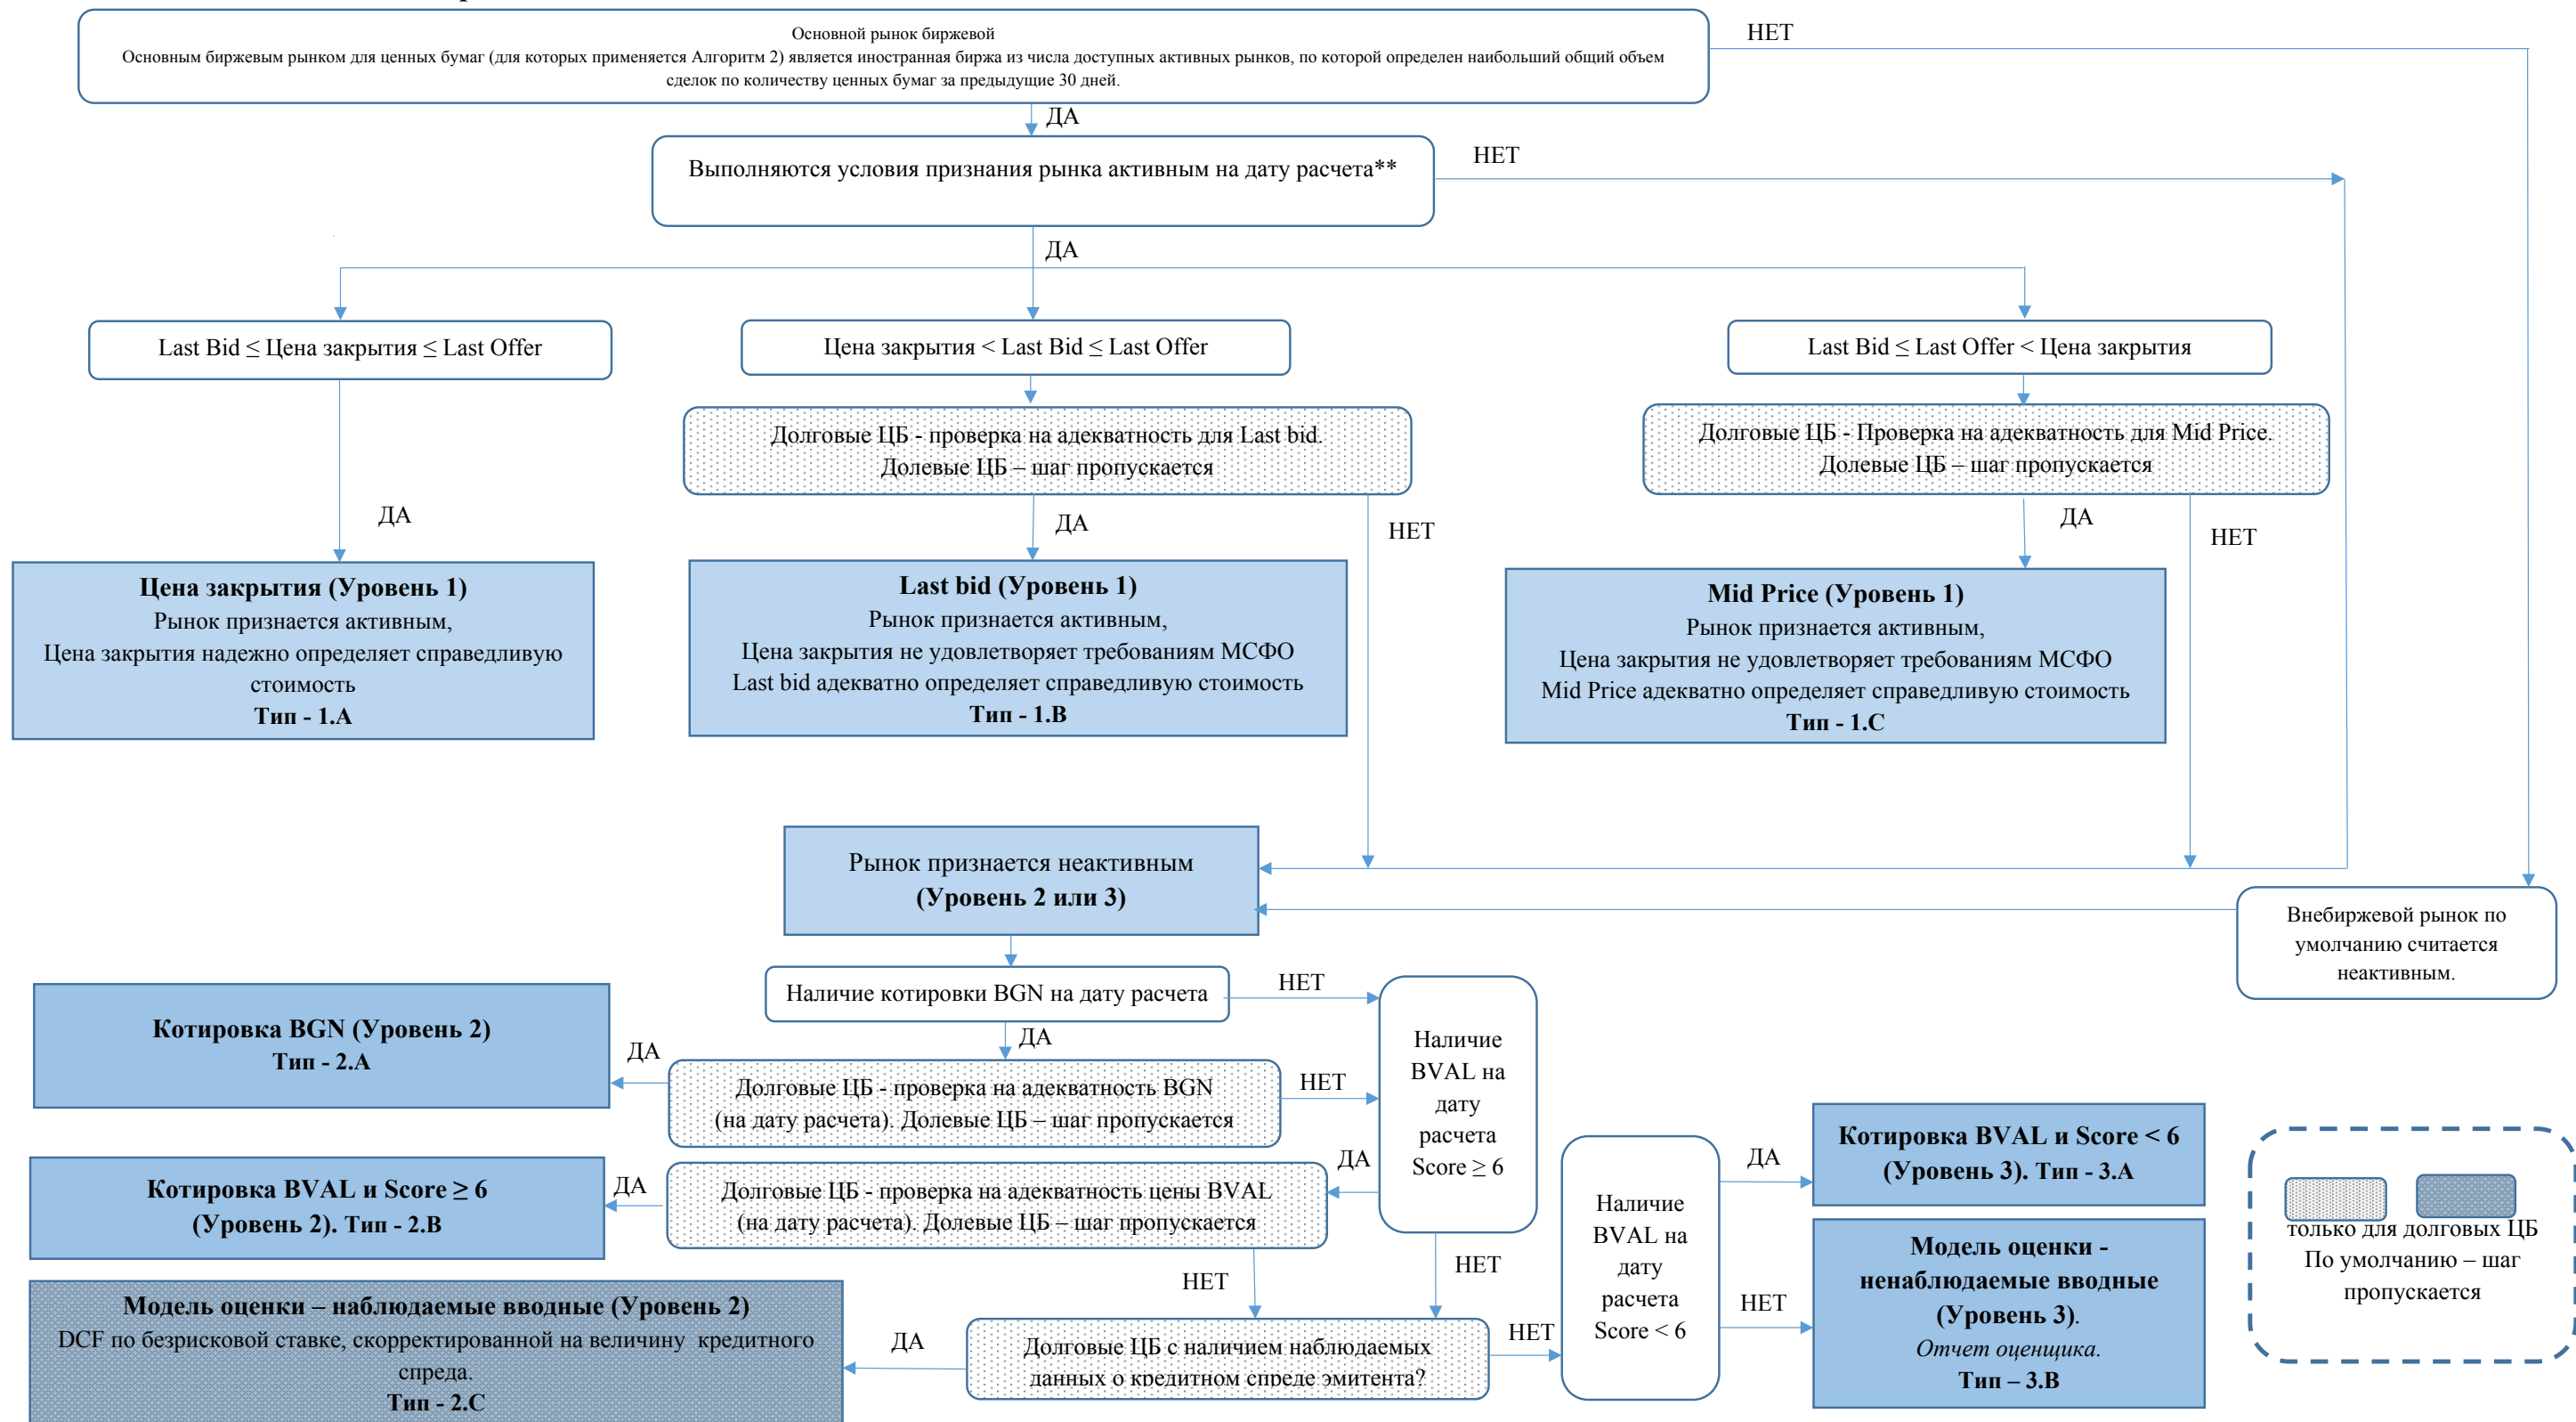 Основной рынок биржевой
Основным биржевым рынком для ценных бумаг (для которых применяется Алгоритм 2) является иностранная биржа из числа доступных активных рынков, по которой определен наибольший общий объем
сделок по количеству ценных бумаг за предыдущие 30 дней.
НЕТ
ДА
Выполняются условия признания рынка активным на дату расчета**
НЕТ
ДА
Last Bid ≤ Цена закрытия ≤ Last Offer
Цена закрытия < Last Bid ≤ Last Offer
Last Bid ≤ Last Offer < Цена закрытия
Долговые ЦБ - проверка на адекватность для Last bid.
Долевые ЦБ – шаг пропускается
Долговые ЦБ - Проверка на адекватность для Mid Price.
Долевые ЦБ – шаг пропускается
ДА
ДА
НЕТ
ДА
НЕТ
Цена закрытия (Уровень 1)
Рынок признается активным,
Цена закрытия надежно определяет справедливую
стоимость
Тип - 1.A
Last bid (Уровень 1)
Рынок признается активным,
Цена закрытия не удовлетворяет требованиям МСФО
Last bid адекватно определяет справедливую стоимость
Тип - 1.B
Mid Price (Уровень 1)
Рынок признается активным,
Цена закрытия не удовлетворяет требованиям МСФО
Mid Price адекватно определяет справедливую стоимость
Тип - 1.C
Рынок признается неактивным
(Уровень 2 или 3)
Внебиржевой рынок по
умолчанию считается
неактивным.
Наличие котировки BGN на дату расчета
НЕТ
ДА
Котировка BGN (Уровень 2)
Тип - 2.A
ДА
Долговые ЦБ - проверка на адекватность BGN
(на дату расчета). Долевые ЦБ – шаг пропускается
НЕТ
Наличие
BVAL на
дату
расчета
Score ≥ 6
ДА
НЕТ
Котировка BVAL и Score ≥ 6
(Уровень 2). Тип - 2.B
ДА
Долговые ЦБ - проверка на адекватность цены BVAL
(на дату расчета). Долевые ЦБ – шаг пропускается
НЕТ
Модель оценки – наблюдаемые вводные (Уровень 2)
DCF по безрисковой ставке, скорректированной на величину кредитного
спреда.
Тип - 2.C
ДА
Долговые ЦБ с наличием наблюдаемых
данных о кредитном спреде эмитента?
НЕТ
Наличие
BVAL на
дату
расчета
Score < 6
ДА
НЕТ
Котировка BVAL и Score < 6
(Уровень 3). Тип - 3.A
Модель оценки -
ненаблюдаемые вводные
(Уровень 3).
Отчет оценщика.
Тип – 3.B
только для долговых ЦБ
По умолчанию – шаг
пропускается